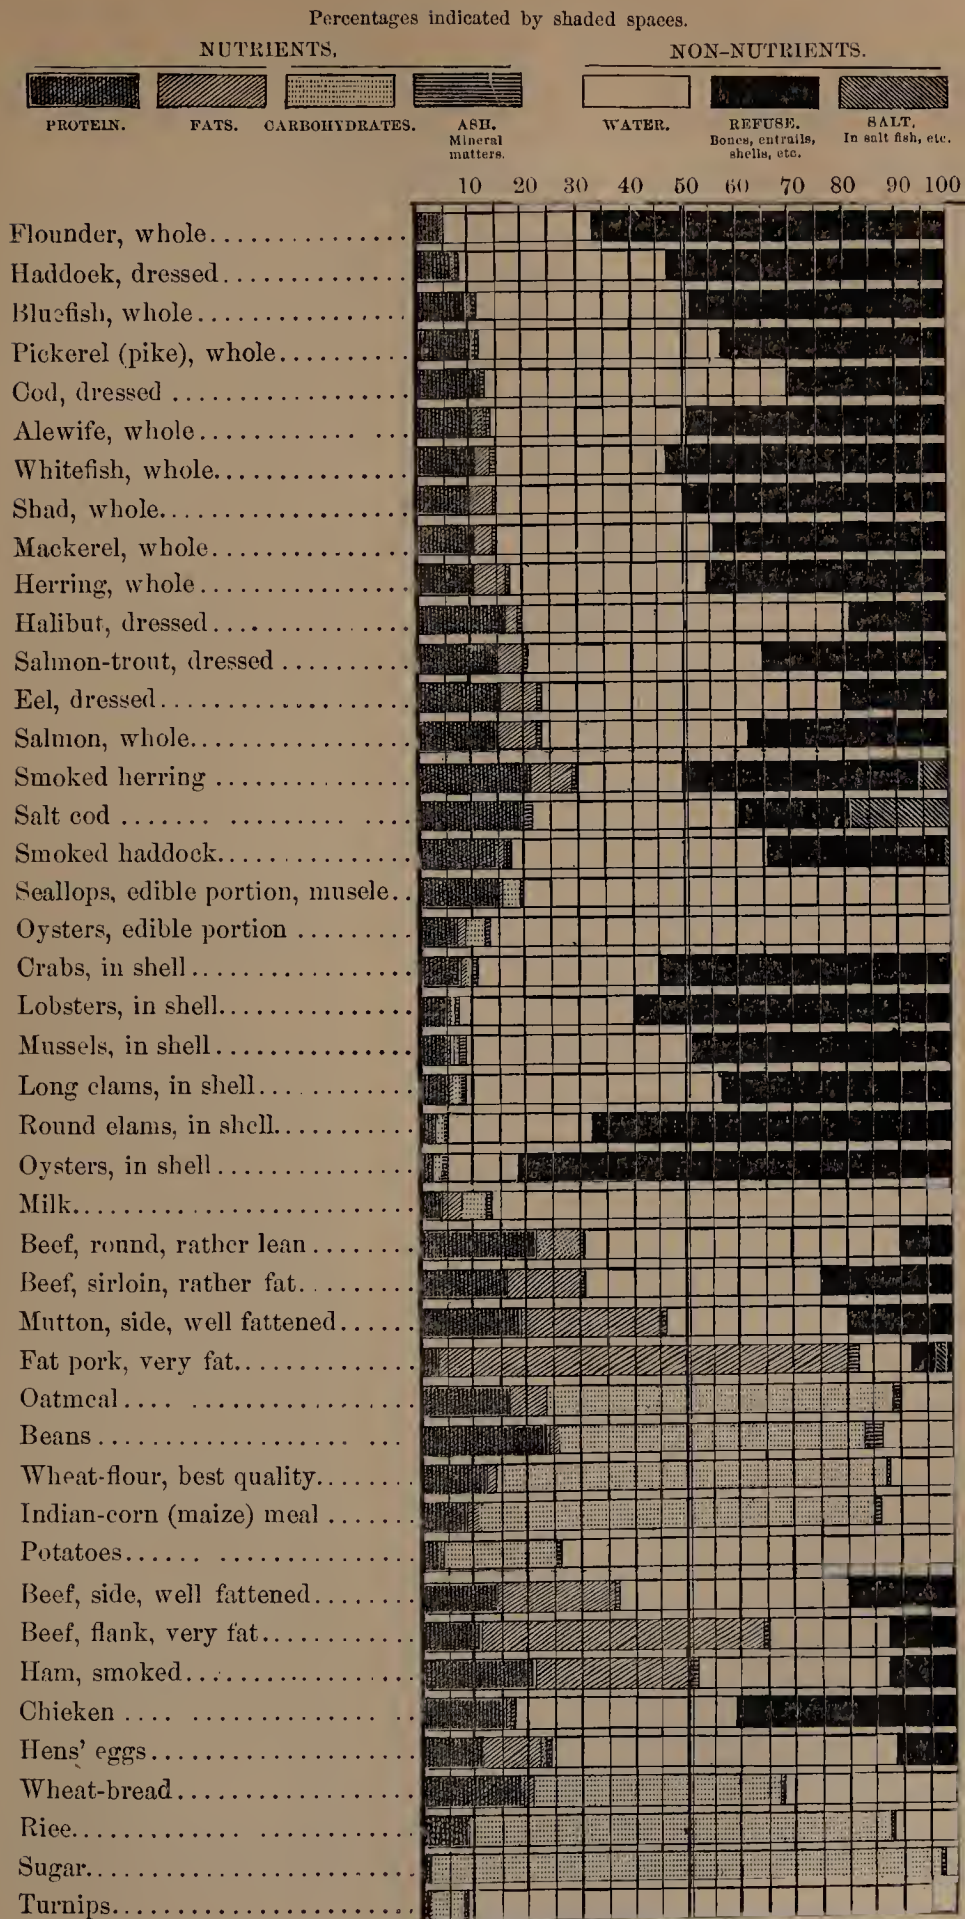 Percentages indicated by shaded spaces.
NUTRIENTS. NON-NUTRIENTS.
PROTEIN. FATS. CARBOHYDRATES. ASH. WATER. REFUSE. SALT.
Mineral matters. Bones, entrails, shells, etc. In salt fish, etc.
10 20 30 40 50 60 70 80 90 100
Flounder, whole
Haddock, dressed
Bluefish, whole
Pickerel (pike), whole
Cod, dressed
Alewife, whole
Whitefish, whole
Shad, whole
Mackerel, whole
Herring, whole
Halibut, dressed
Salmon-trout, dressed
Eel, dressed
Salmon, whole
Smoked herring
Salt cod
Smoked haddock
Scallops, edible portion, muscle
Oysters, edible portion
Crabs, in shell
Lobsters, in shell
Mussels, in shell
Long clams, in shell
Round clams, in shell
Oysters, in shell
Milk
Beef, round, rather lean
Beef, sirloin, rather fat
Mutton, side, well fattened
Fat pork, very fat
Oatmeal
Beans
Wheat-flour, best quality
Indian-corn (maize) meal
Potatoes
Beef, side, well fattened
Beef, flank, very fat
Ham, smoked
Chicken
Hens' eggs
Wheat-bread
Rice
Sugar
Turnips